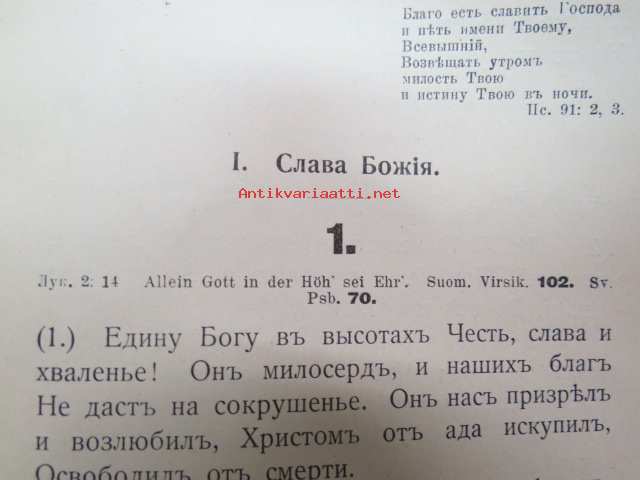 Благо есть славить Господа
и пѣть имени Твоему,
Всевышній,
Возвѣщать утромъ
милость Твою
и истину Твою въ ночи.
Пс. 91: 2, 3.
I. Слава Божія.
Antikvariaatti.net
1.
Лук. 2: 14 Allein Gott in der Höh' sei Ehr'. Suom. Virsik. 102. Sv.
Psb. 70.
(1.) Едину Богу въ высотахъ Честь, слава и
хваленье! Онъ милосердъ, и нашихъ благъ
Не дастъ на сокрушенье. Онъ насъ призрѣлъ
и возлюбилъ, Христомъ отъ ада искупилъ,
Освободилъ отъ смерти.